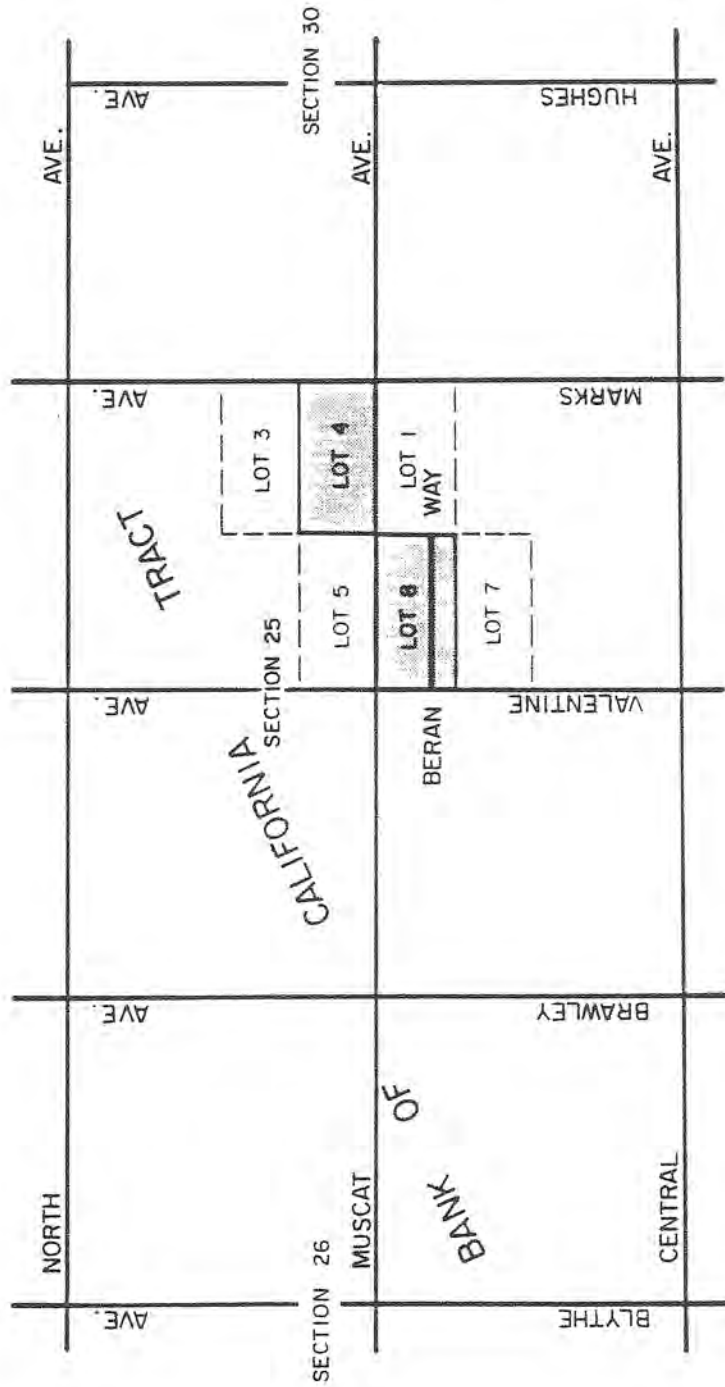 NORTH AVE.
MUSCAT AVE.
CENTRAL AVE.
BLYTHE AVE.
BRAWLEY AVE.
VALENTINE AVE.
MARKS AVE.
HUGHES AVE.
SECTION 26
SECTION 25
SECTION 30
BANK OF CALIFORNIA TRACT
LOT 3
LOT 4
LOT 5
LOT 1
LOT 8
LOT 7
BERAN WAY